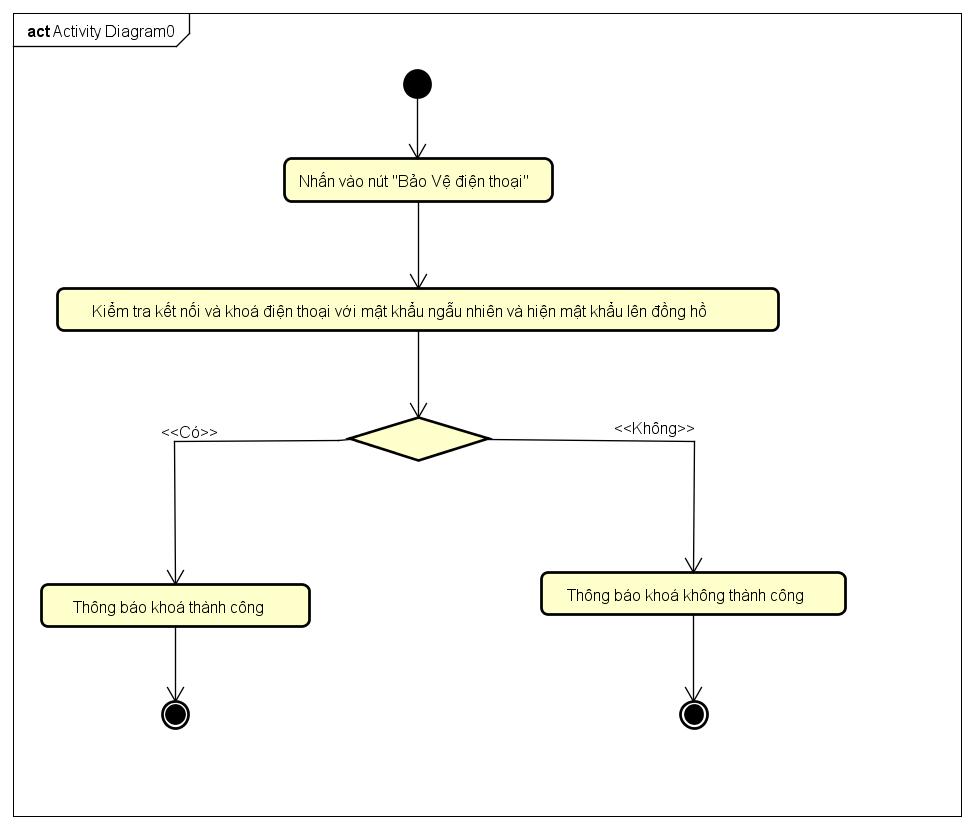 act Activity Diagram0
Nhấn vào nút "Bảo Vệ điện thoại"
Kiểm tra kết nối và khoá điện thoại với mật khẩu ngẫu nhiên và hiện mật khẩu lên đồng hồ
<<Có>>
<<Không>>
Thông báo khoá thành công
Thông báo khoá không thành công